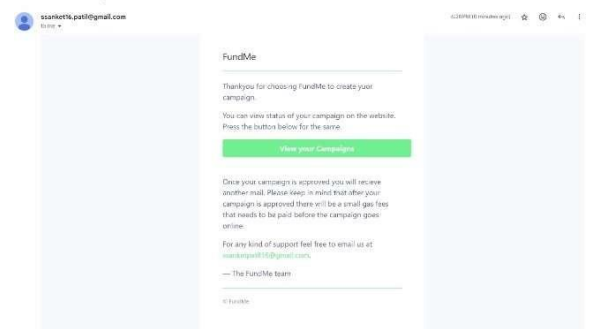 ssanket16.patil@gmail.com
to me
(10 minutes ago)
FundMe
Thankyou for choosing FundMe to create yuor
campaign.
You can view status of your campaign on the website.
Press the button below for the same.
View your Campaigns
Once your campaign is approved you will recieve
another mail. Please keep in mind that after your
campaign is approved there will be a small gas fees
that needs to be paid before the campaign goes
online.
For any kind of support feel free to email us at
— The FundMe team
© FundMe